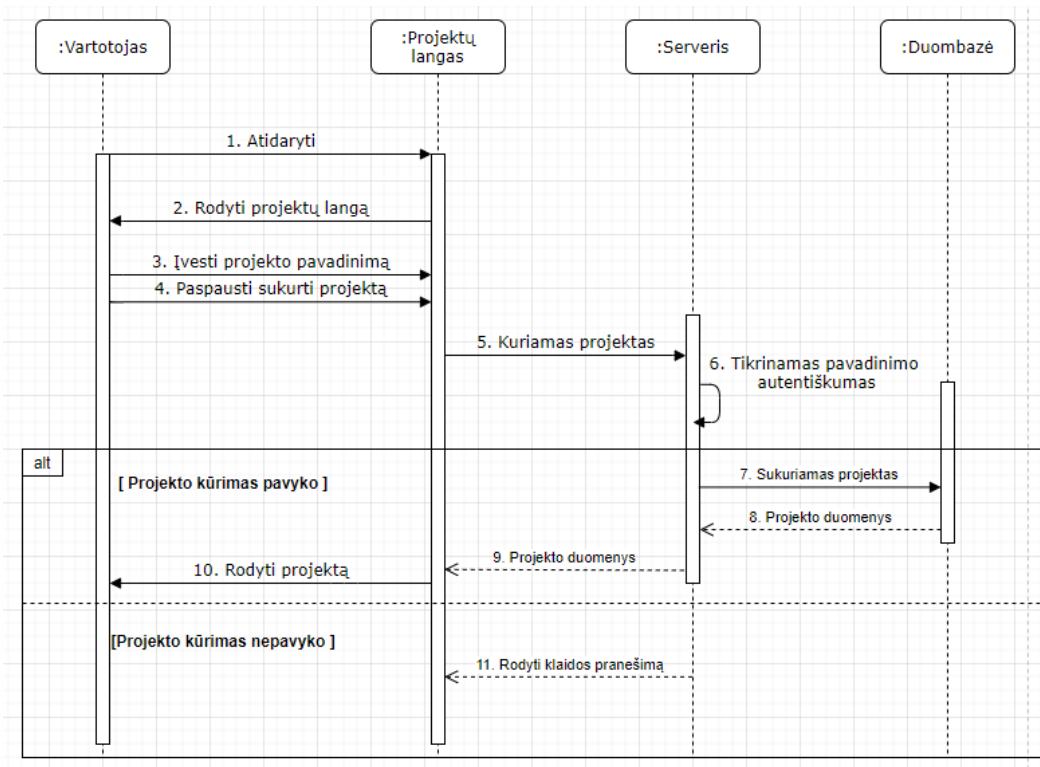 :Vartotojas
:Projektų
langas
:Serveris
:Duombazė
1. Atidaryti
2. Rodyti projektų langą
3. Įvesti projekto pavadinimą
4. Paspausti sukurti projektą
5. Kuriamas projektas
6. Tikrinamas pavadinimo
autentiškumas
alt
[ Projekto kūrimas pavyko ]
7. Sukuriamas projektas
8. Projekto duomenys
9. Projekto duomenys
10. Rodyti projektą
[Projekto kūrimas nepavyko ]
11. Rodyti klaidos pranešimą